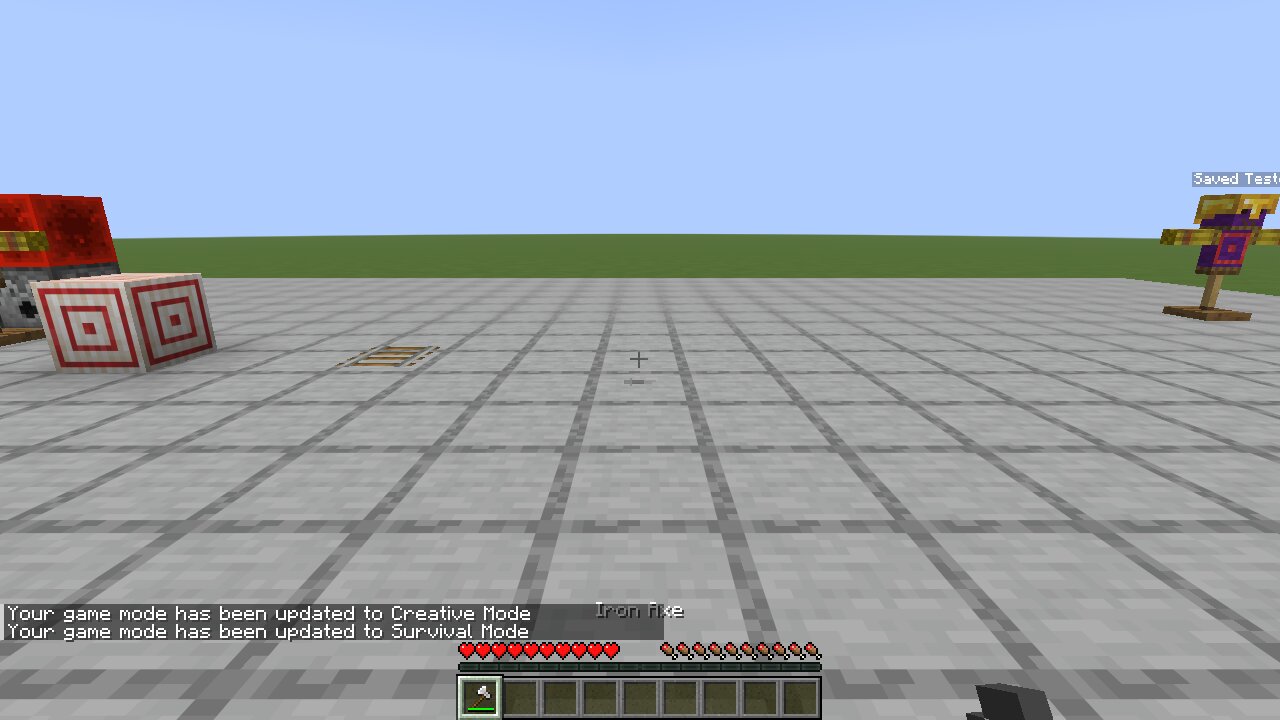 Saved Test
Iron Axe
Your game mode has been updated to Creative Mode
Your game mode has been updated to Survival Mode